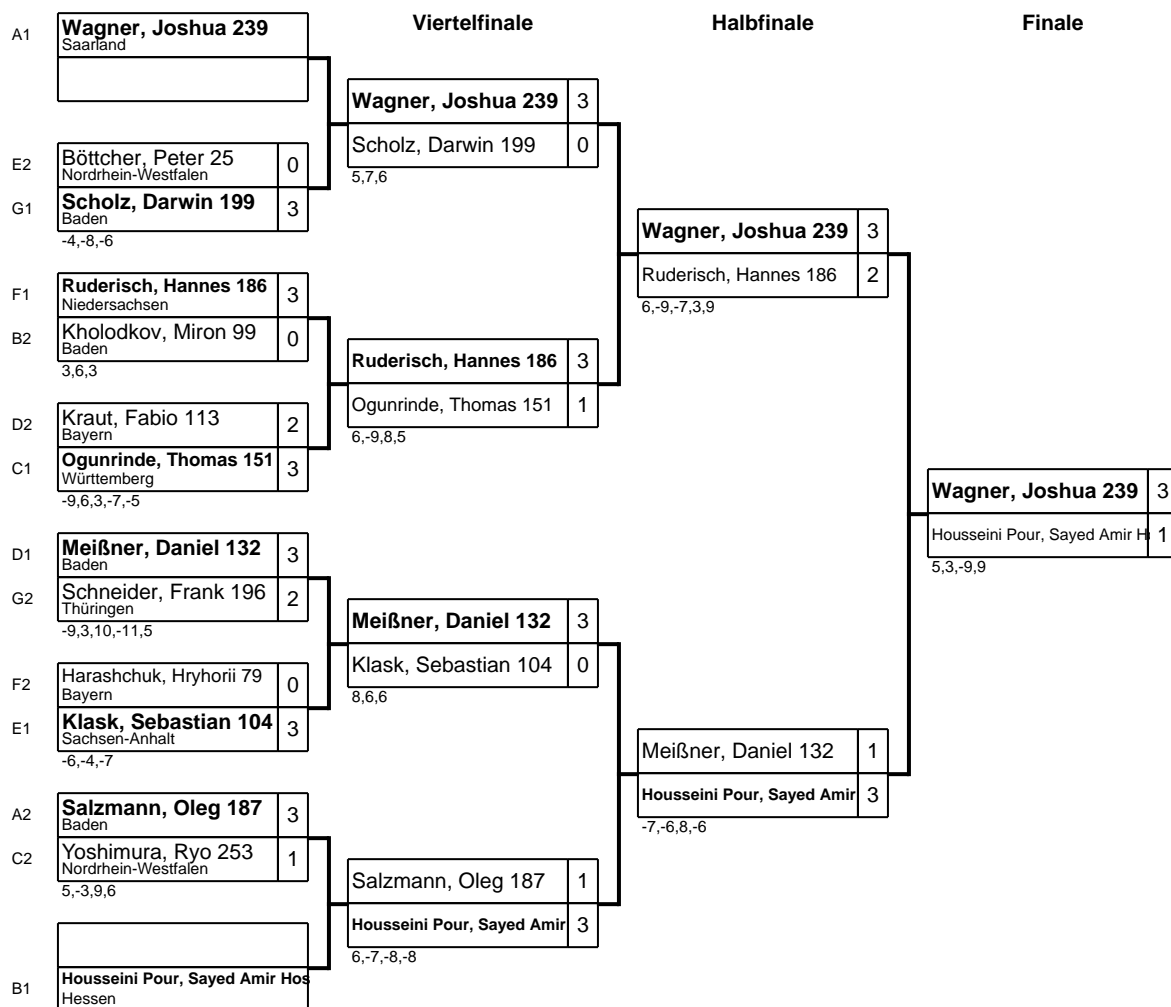 Viertelfinale
Halbfinale
Finale
A1
Wagner, Joshua 239
Saarland
E2
Böttcher, Peter 25
0
Nordrhein-Westfalen
G1
Scholz, Darwin 199
3
Baden
-4,-8,-6
F1
Ruderisch, Hannes 186
3
Niedersachsen
B2
Kholodkov, Miron 99
0
Baden
3,6,3
D2
Kraut, Fabio 113
2
Bayern
C1
Ogunrinde, Thomas 151
3
Württemberg
-9,6,3,-7,-5
D1
Meißner, Daniel 132
3
Baden
G2
Schneider, Frank 196
2
Thüringen
-9,3,10,-11,5
F2
Harashchuk, Hryhorii 79
0
Bayern
E1
Klask, Sebastian 104
3
Sachsen-Anhalt
-6,-4,-7
A2
Salzmann, Oleg 187
3
Baden
C2
Yoshimura, Ryo 253
1
Nordrhein-Westfalen
5,-3,9,6
B1
Housseini Pour, Sayed Amir Hos
Hessen
Wagner, Joshua 239
3
Scholz, Darwin 199
0
5,7,6
Ruderisch, Hannes 186
3
Ogunrinde, Thomas 151
1
6,-9,8,5
Meißner, Daniel 132
3
Klask, Sebastian 104
0
8,6,6
Salzmann, Oleg 187
1
Housseini Pour, Sayed Amir
3
6,-7,-8,-8
Wagner, Joshua 239
3
Ruderisch, Hannes 186
2
6,-9,-7,3,9
Meißner, Daniel 132
1
Housseini Pour, Sayed Amir
3
-7,-6,8,-6
Wagner, Joshua 239
3
Housseini Pour, Sayed Amir H
1
5,3,-9,9